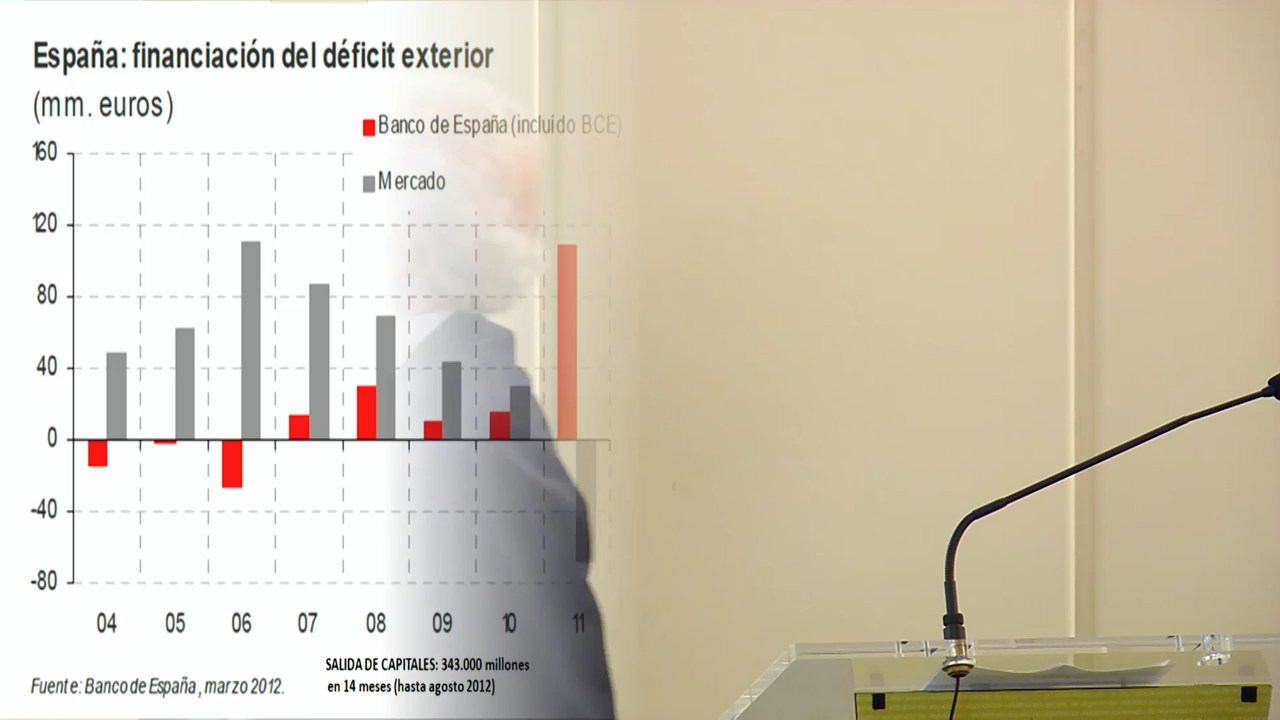 España: financiación del déficit exterior
(mm. euros)
Banco de España (incluido BCE)
Mercado
160
120
80
40
0
-40
-80
04 05 06 07 08 09 10 11
SALIDA DE CAPITALES: 343.000 millones
en 14 meses (hasta agosto 2012)
Fuente: Banco de España, marzo 2012.